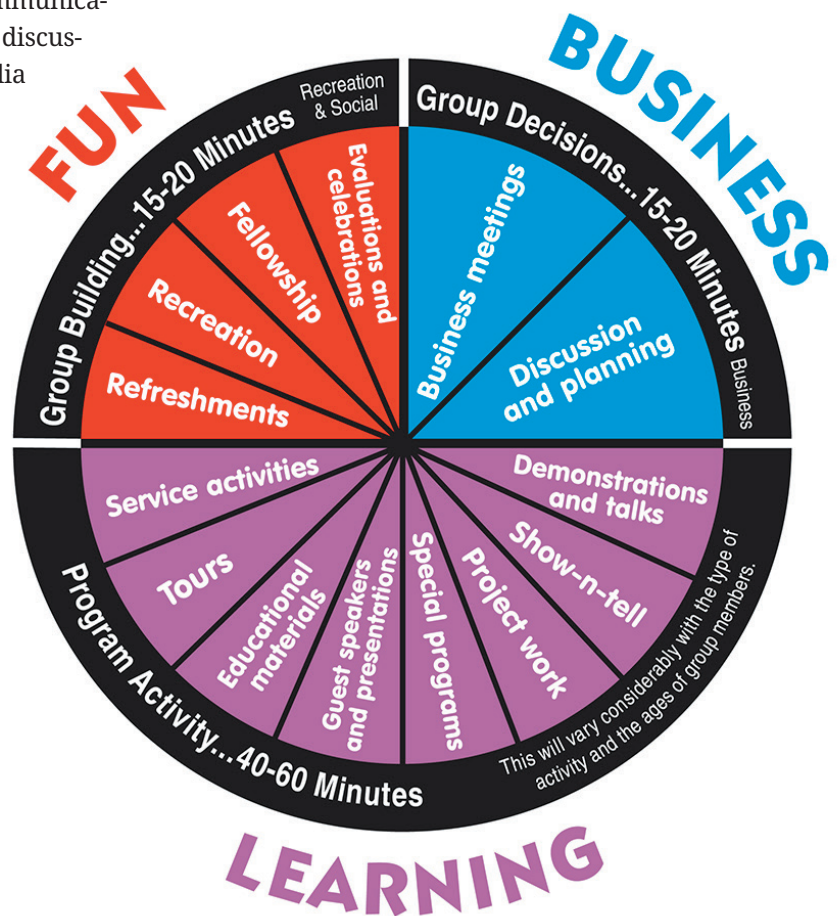 mmunica-
discus-
lia
FUN
BUSINESS
LEARNING
Group Building...15-20 Minutes
Recreation
& Social
Group Decisions...15-20 Minutes
Business
Program Activity...40-60 Minutes
This will vary considerably with the type of
activity and the ages of group members.
Refreshments
Recreation
Fellowship
Evaluations and
celebrations
Business meetings
Discussion
and planning
Demonstrations
and talks
Show-n-tell
Project work
Special programs
Guest speakers
and presentations
Educational
materials
Tours
Service activities